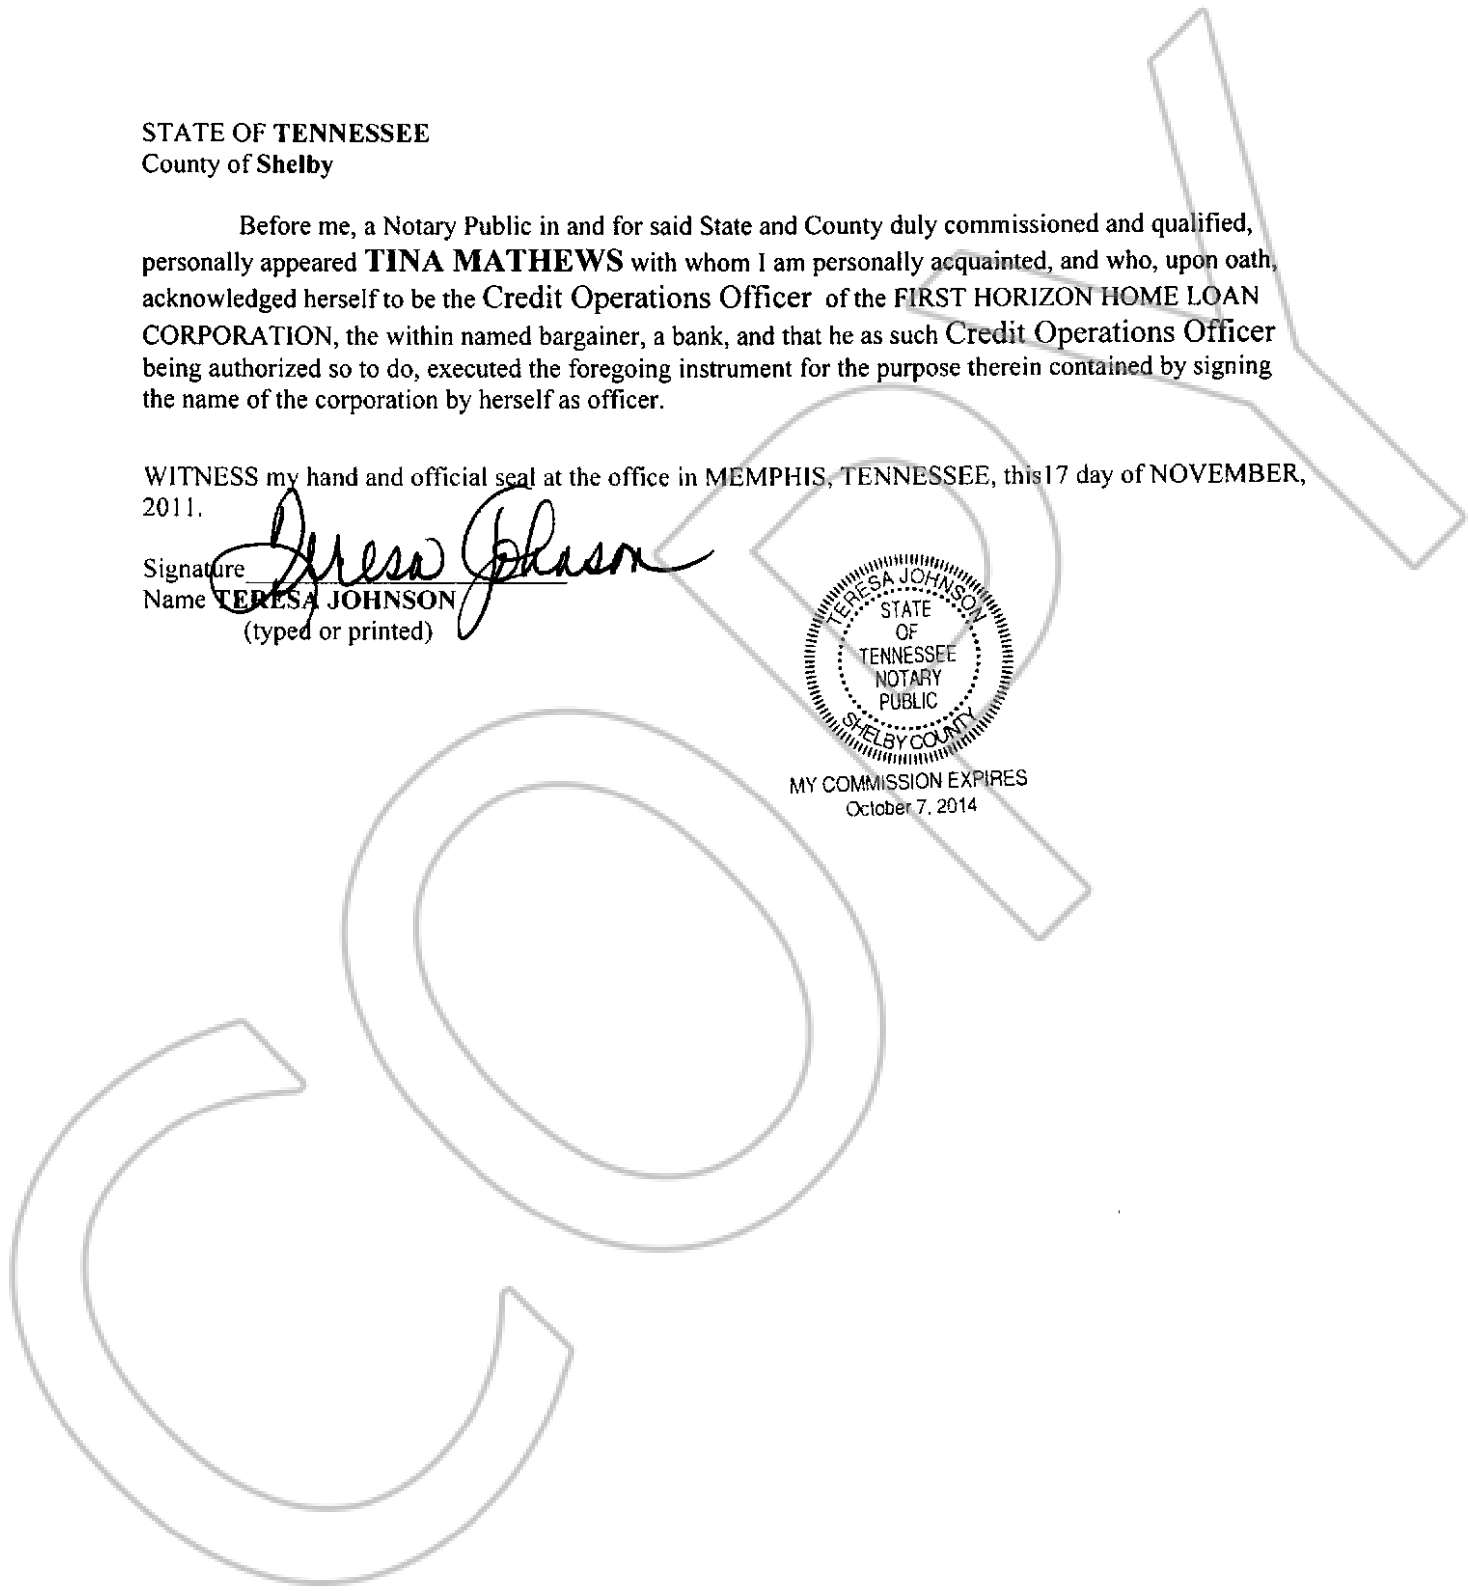 STATE OF TENNESSEE
County of Shelby
Before me, a Notary Public in and for said State and County duly commissioned and qualified,
personally appeared TINA MATHEWS with whom I am personally acquainted, and who, upon oath,
acknowledged herself to be the Credit Operations Officer of the FIRST HORIZON HOME LOAN
CORPORATION, the within named bargainer, a bank, and that he as such Credit Operations Officer
being authorized so to do, executed the foregoing instrument for the purpose therein contained by signing
the name of the corporation by herself as officer.
WITNESS my hand and official seal at the office in MEMPHIS, TENNESSEE, this17 day of NOVEMBER,
2011.
Signature Teresa Johnson
Name TERESA JOHNSON
(typed or printed)
TERESA JOHNSON
STATE
OF
TENNESSEE
NOTARY
PUBLIC
SHELBY COUNTY
MY COMMISSION EXPIRES
October 7, 2014
COPY